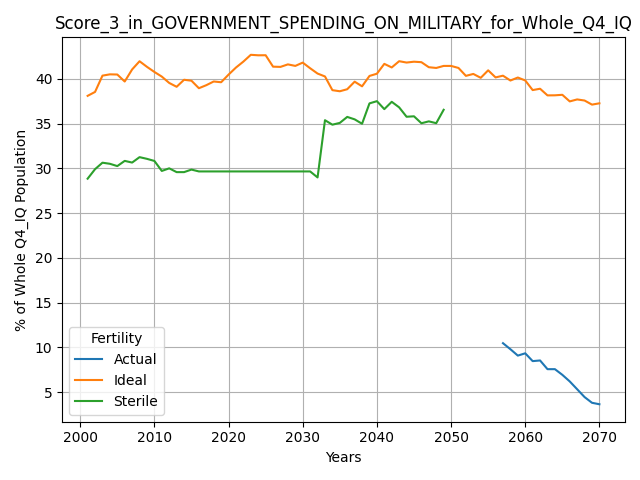 Score_3_in_GOVERNMENT_SPENDING_ON_MILITARY_for_Whole_Q4_IQ
% of Whole Q4_IQ Population
40
35
30
25
20
15
10
5
Fertility
Actual
Ideal
Sterile
2000 2010 2020 2030 2040 2050 2060 2070
Years